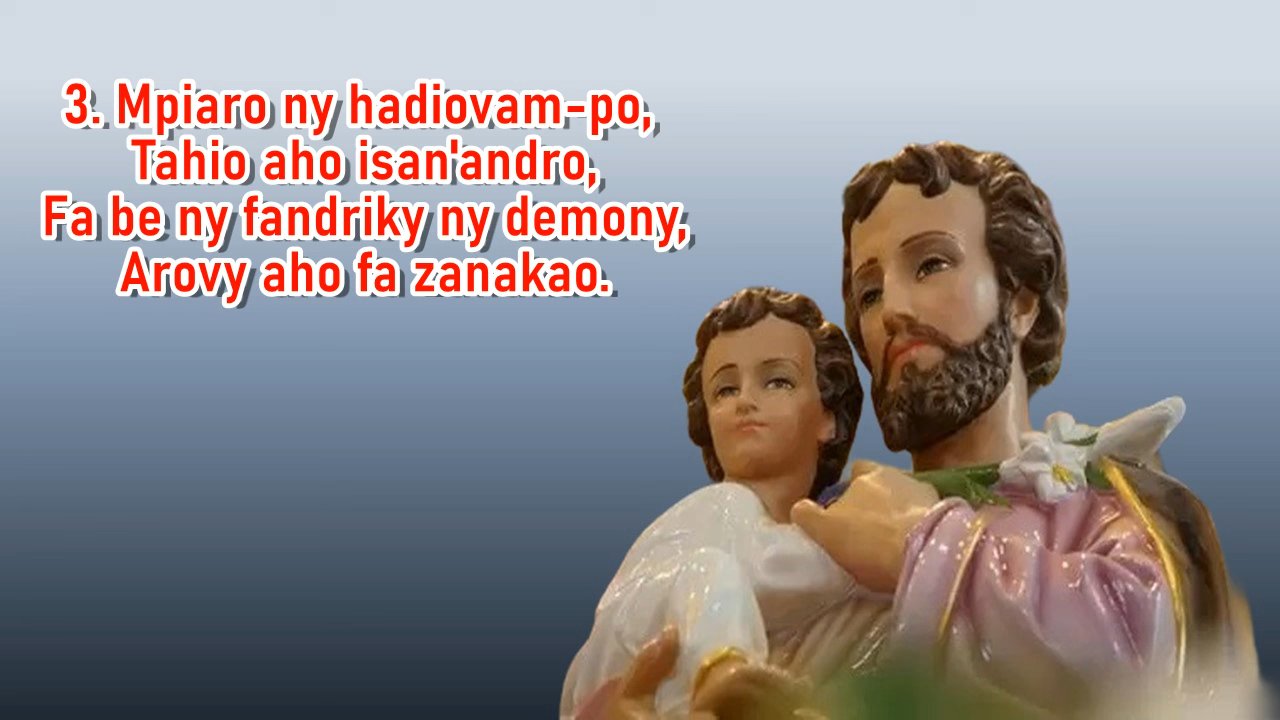 3. Mpiaro ny hadiovam-po,
Tahio aho isan'andro,
Fa be ny fandriky ny demony,
Arovy aho fa zanakao.